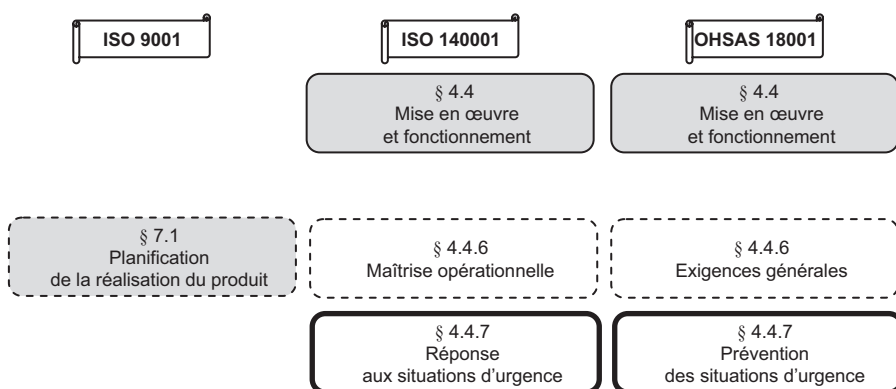 ISO 9001
ISO 140001
OHSAS 18001
§ 4.4
Mise en œuvre
et fonctionnement
§ 4.4
Mise en œuvre
et fonctionnement
§ 7.1
Planification
de la réalisation du produit
§ 4.4.6
Maîtrise opérationnelle
§ 4.4.6
Exigences générales
§ 4.4.7
Réponse
aux situations d’urgence
§ 4.4.7
Prévention
des situations d’urgence